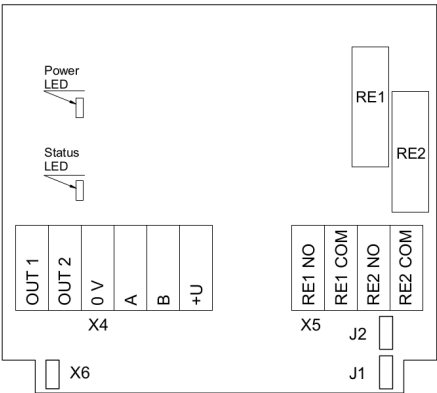 Power
LED
RE1
RE2
Status
LED
OUT 1
OUT 2
0 V
A
B
+U
RE1 NO
RE1 COM
RE2 NO
RE2 COM
X4
X5
J2
X6
J1